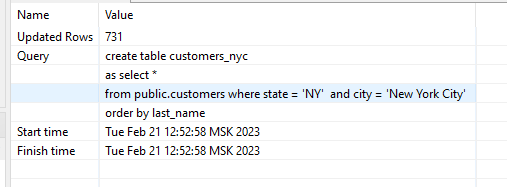 Name Value
Updated Rows 731
Query create table customers_nyc
as select *
from public.customers where state = 'NY'  and city = 'New York City'
order by last_name
Start time Tue Feb 21 12:52:58 MSK 2023
Finish time Tue Feb 21 12:52:58 MSK 2023